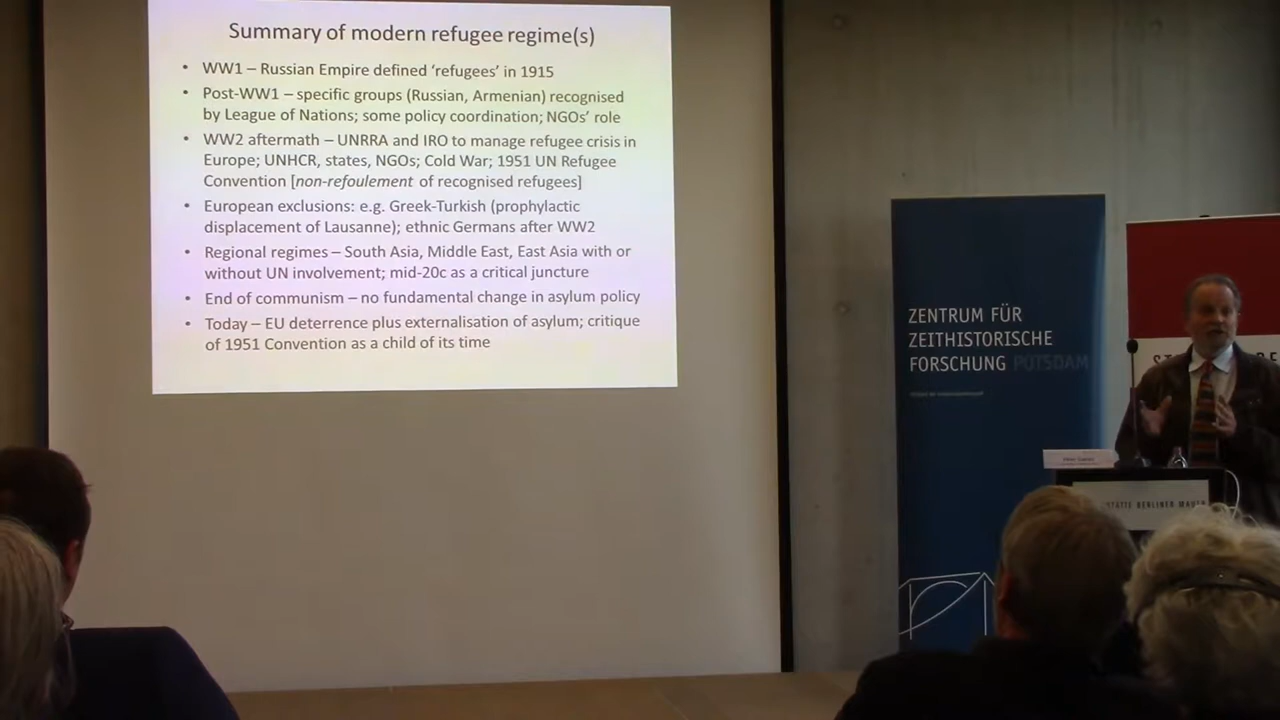 Summary of modern refugee regime(s)
• WW1 – Russian Empire defined ‘refugees’ in 1915
• Post-WW1 – specific groups (Russian, Armenian) recognised
by League of Nations; some policy coordination; NGOs’ role
• WW2 aftermath – UNRRA and IRO to manage refugee crisis in
Europe; UNHCR, states, NGOs; Cold War; 1951 UN Refugee
Convention [non-refoulement of recognised refugees]
• European exclusions: e.g. Greek-Turkish (prophylactic
displacement of Lausanne); ethnic Germans after WW2
• Regional regimes – South Asia, Middle East, East Asia with or
without UN involvement; mid-20c as a critical juncture
• End of communism – no fundamental change in asylum policy
• Today – EU deterrence plus externalisation of asylum; critique
of 1951 Convention as a child of its time
ZENTRUM FÜR
ZEITHISTORISCHE
FORSCHUNG POTSDAM
BERLINER MAUER